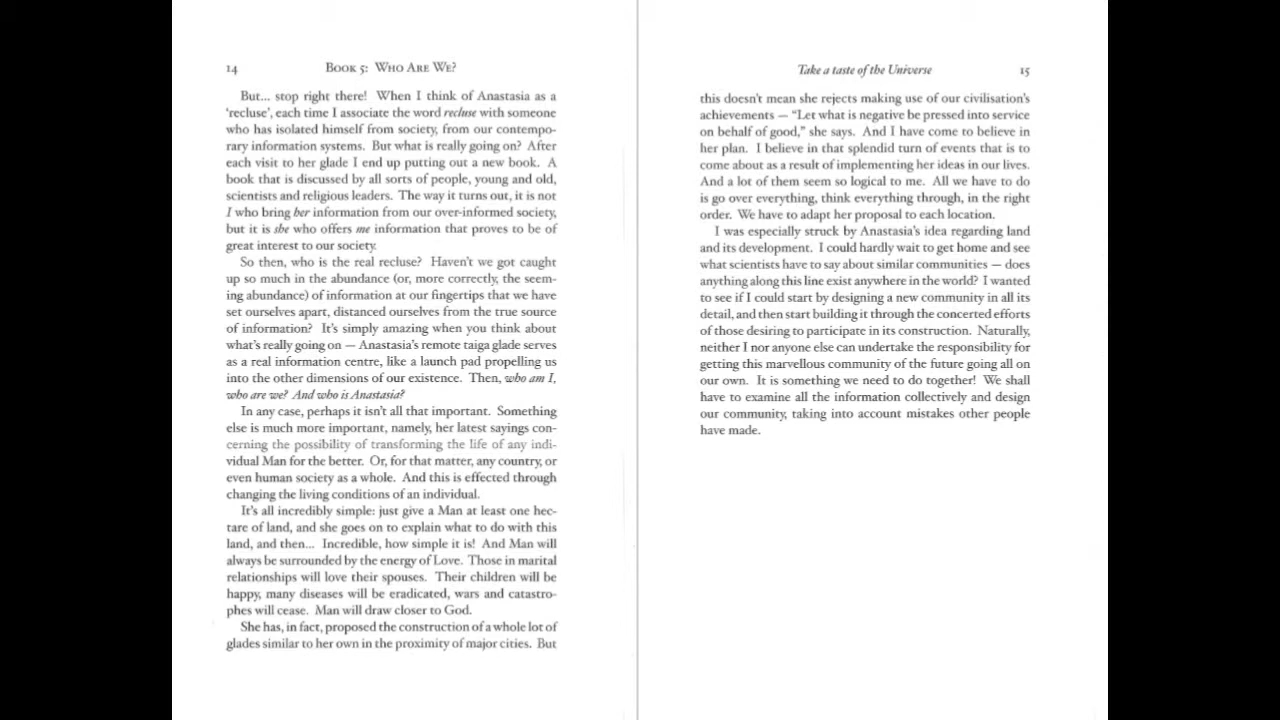 14
BOOK 5: WHO ARE WE?
But... stop right there! When I think of Anastasia as a
'recluse', each time I associate the word recluse with someone
who has isolated himself from society, from our contempo-
rary information systems. But what is really going on? After
each visit to her glade I end up putting out a new book. A
book that is discussed by all sorts of people, young and old,
scientists and religious leaders. The way it turns out, it is not
I who bring her information from our over-informed society,
but it is she who offers me information that proves to be of
great interest to our society.
So then, who is the real recluse? Haven't we got caught
up so much in the abundance (or, more correctly, the seem-
ing abundance) of information at our fingertips that we have
set ourselves apart, distanced ourselves from the true source
of information? It's simply amazing when you think about
what's really going on — Anastasia's remote taiga glade serves
as a real information centre, like a launch pad propelling us
into the other dimensions of our existence. Then, who am I,
who are we? And who is Anastasia?
In any case, perhaps it isn't all that important. Something
else is much more important, namely, her latest sayings con-
cerning the possibility of transforming the life of any indi-
vidual Man for the better. Or, for that matter, any country, or
even human society as a whole. And this is effected through
changing the living conditions of an individual.
It's all incredibly simple: just give a Man at least one hec-
tare of land, and she goes on to explain what to do with this
land, and then... Incredible, how simple it is! And Man will
always be surrounded by the energy of Love. Those in marital
relationships will love their spouses. Their children will be
happy, many diseases will be eradicated, wars and catastro-
phes will cease. Man will draw closer to God.
She has, in fact, proposed the construction of a whole lot of
glades similar to her own in the proximity of major cities. But
Take a taste of the Universe
15
this doesn't mean she rejects making use of our civilisation's
achievements — "Let what is negative be pressed into service
on behalf of good," she says. And I have come to believe in
her plan. I believe in that splendid turn of events that is to
come about as a result of implementing her ideas in our lives.
And a lot of them seem so logical to me. All we have to do
is go over everything, think everything through, in the right
order. We have to adapt her proposal to each location.
I was especially struck by Anastasia's idea regarding land
and its development. I could hardly wait to get home and see
what scientists have to say about similar communities — does
anything along this line exist anywhere in the world? I wanted
to see if I could start by designing a new community in all its
detail, and then start building it through the concerted efforts
of those desiring to participate in its construction. Naturally,
neither I nor anyone else can undertake the responsibility for
getting this marvellous community of the future going all on
our own. It is something we need to do together! We shall
have to examine all the information collectively and design
our community, taking into account mistakes other people
have made.